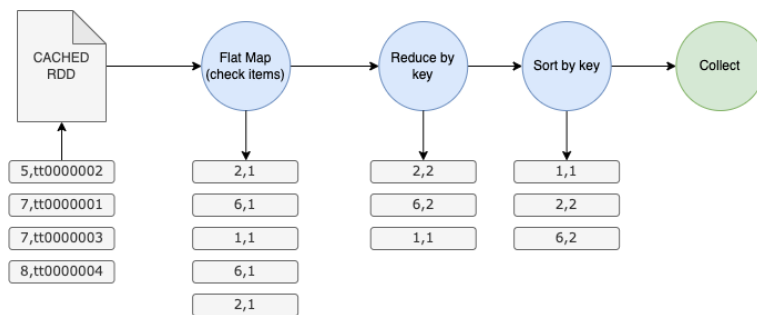 CACHED
RDD
Flat Map
(check items)
Reduce by
key
Sort by key
Collect
5,tt0000002
7,tt0000001
7,tt0000003
8,tt0000004
2,1
6,1
1,1
6,1
2,1
2,2
6,2
1,1
1,1
2,2
6,2